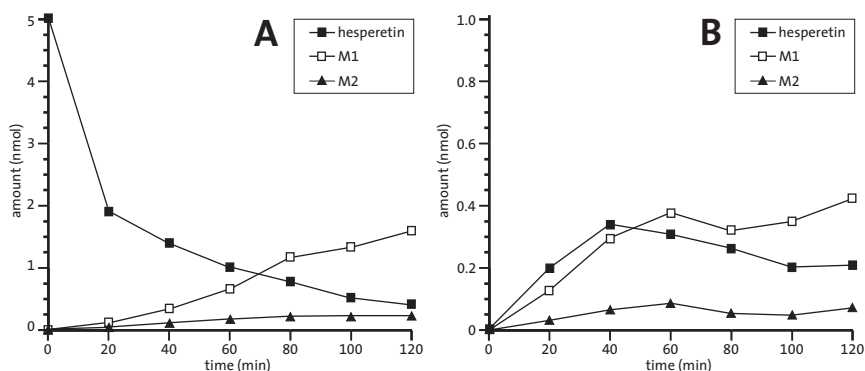 A
hesperetin
M1
M2
amount (nmol)
5
4
3
2
1
0
0 20 40 60 80 100 120
time (min)
B
hesperetin
M1
M2
amount (nmol)
1.0
0.8
0.6
0.4
0.2
0
0 20 40 60 80 100 120
time (min)